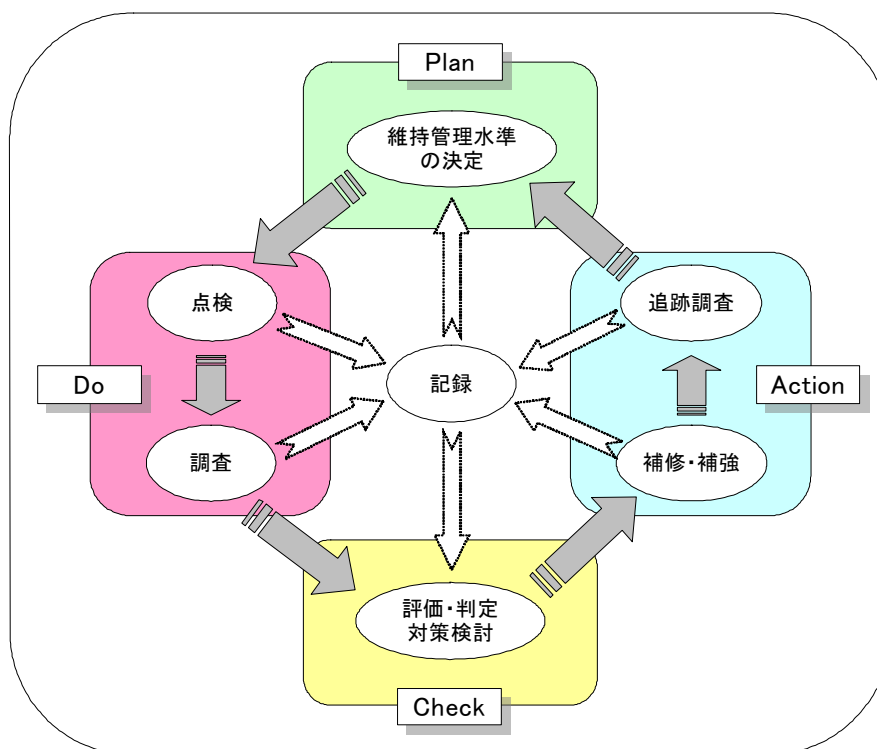 Plan
維持管理水準
の決定
点検
追跡調査
Do
記録
Action
調査
補修・補強
評価・判定
対策検討
Check